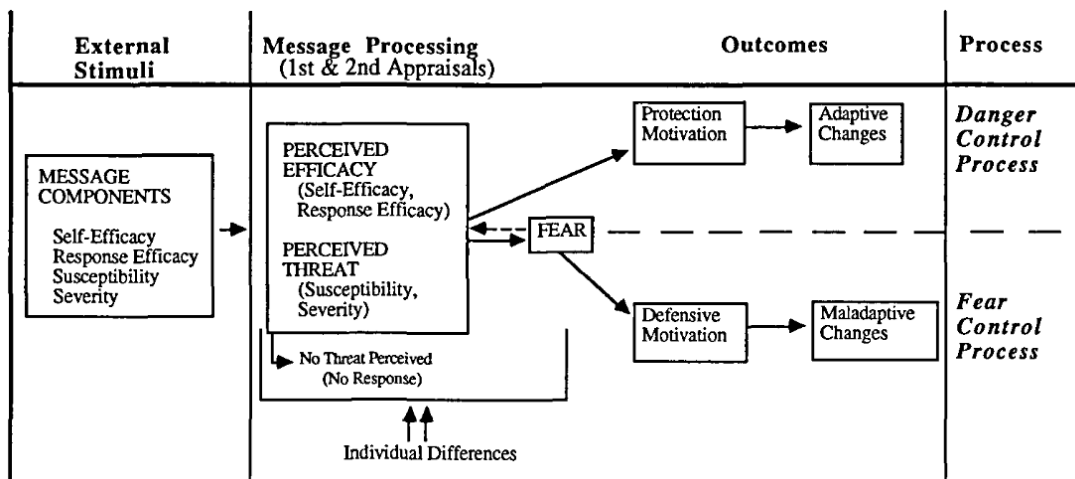 External
Stimuli
Message Processing
(1st & 2nd Appraisals)
Outcomes
Process
MESSAGE
COMPONENTS
Self-Efficacy
Response Efficacy
Susceptibility
Severity
PERCEIVED
EFFICACY
(Self-Efficacy,
Response Efficacy)
PERCEIVED
THREAT
(Susceptibility,
Severity)
No Threat Perceived
(No Response)
Individual Differences
FEAR
Protection
Motivation
Adaptive
Changes
Danger
Control
Process
Defensive
Motivation
Maladaptive
Changes
Fear
Control
Process